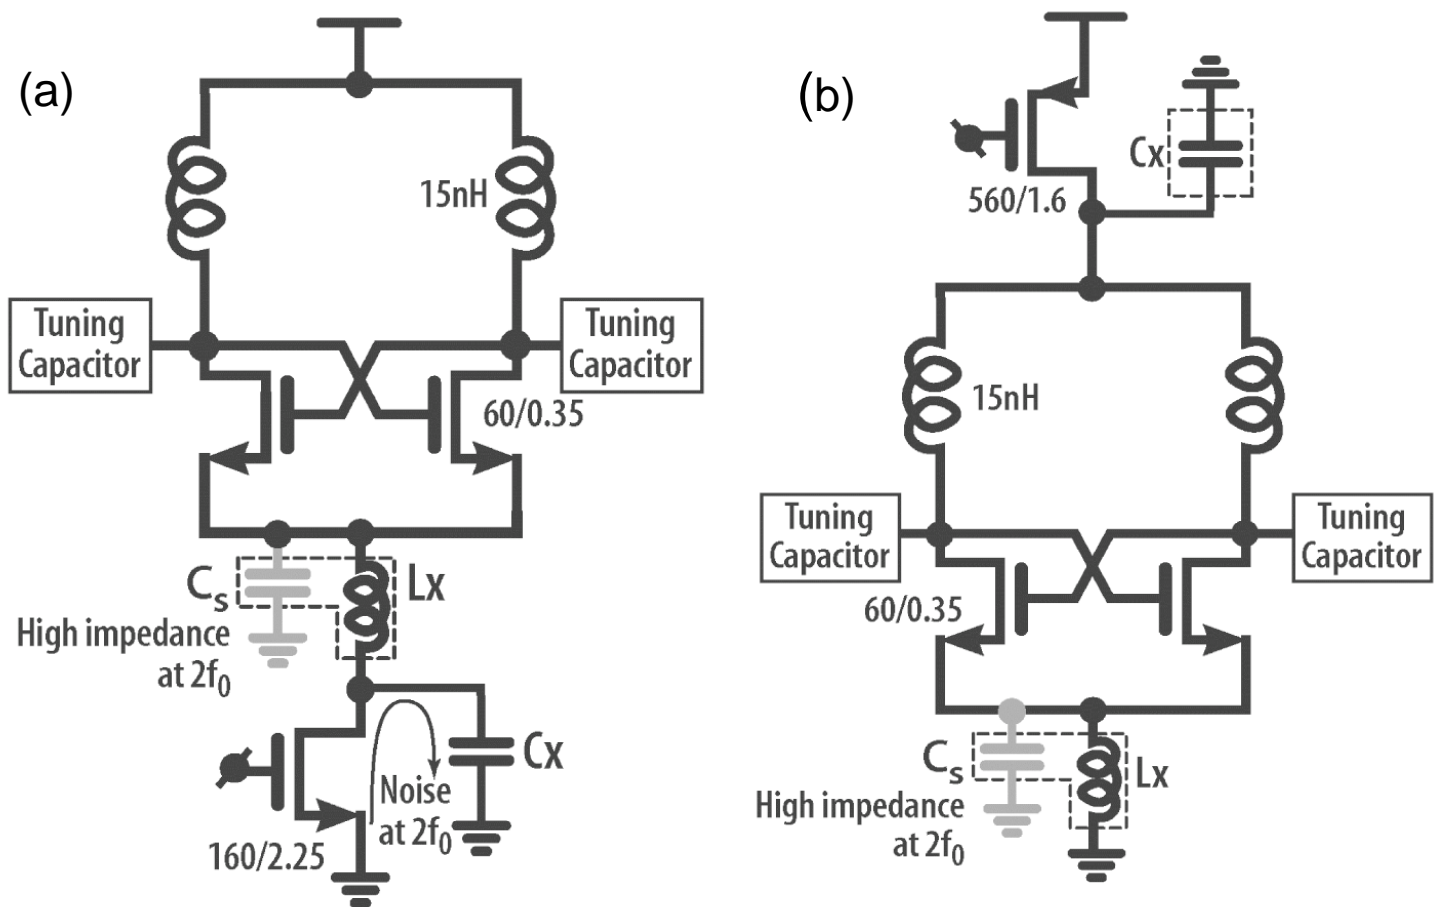 (a)
15nH
Tuning
Capacitor
Tuning
Capacitor
60/0.35
Cs
Lx
High impedance
at 2f0
Cx
Noise
at 2f0
160/2.25
(b)
Cx
560/1.6
15nH
Tuning
Capacitor
Tuning
Capacitor
60/0.35
Cs
Lx
High impedance
at 2f0